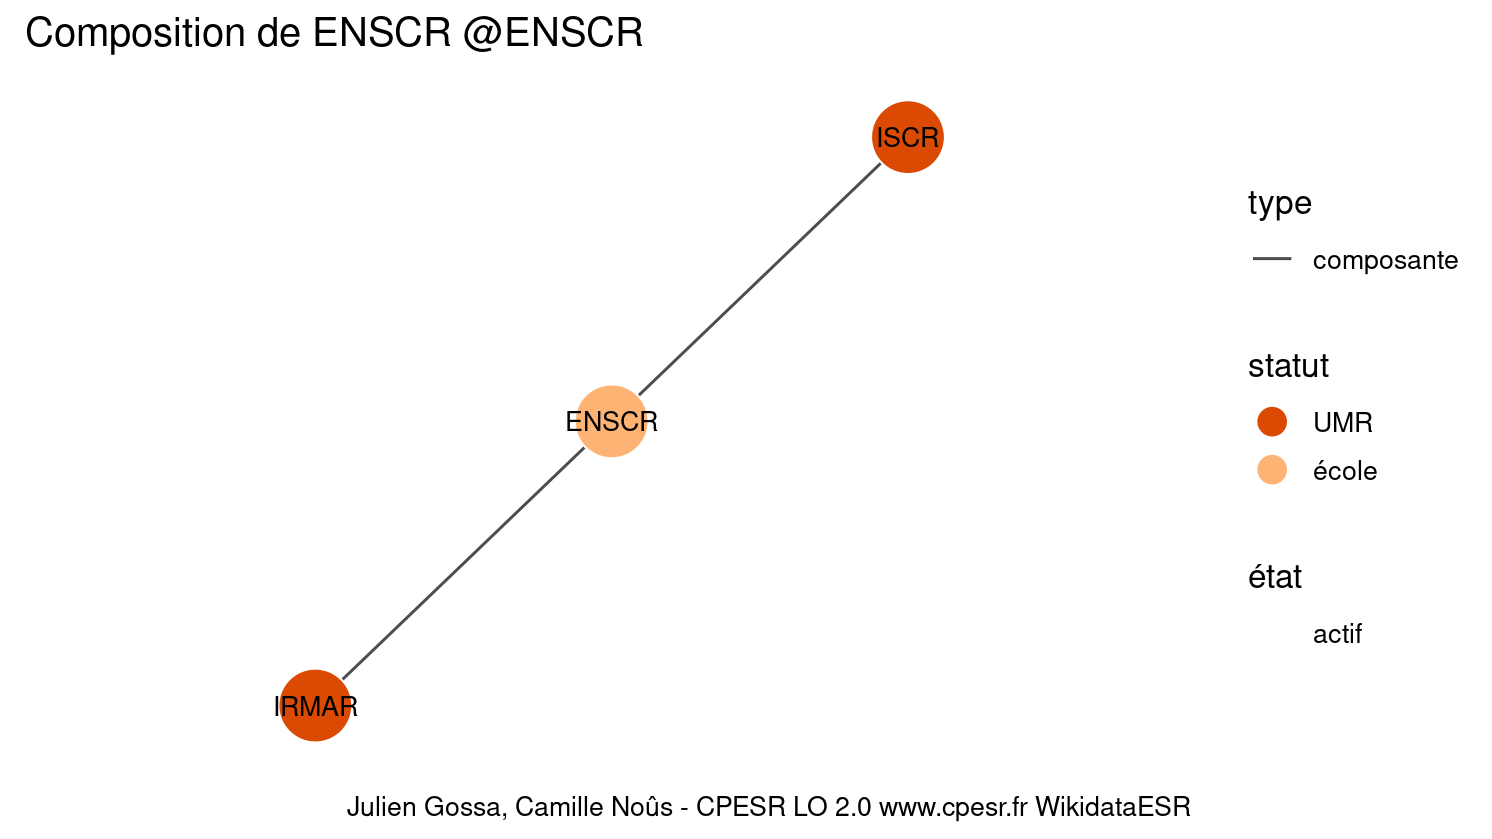 Composition de ENSCR @ENSCR
ISCR
ENSCR
IRMAR
type
composante
statut
UMR
école
état
actif
Julien Gossa, Camille Noûs - CPESR LO 2.0 www.cpesr.fr WikidataESR